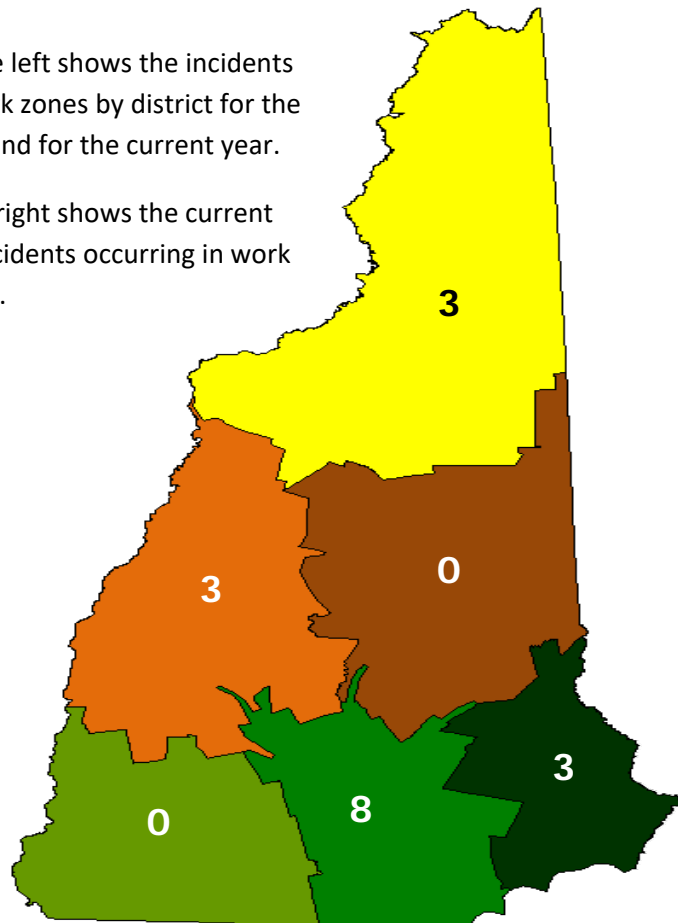 e left shows the incidents
k zones by district for the
nd for the current year.
right shows the current
cidents occurring in work
.
3
3
0
3
0
8